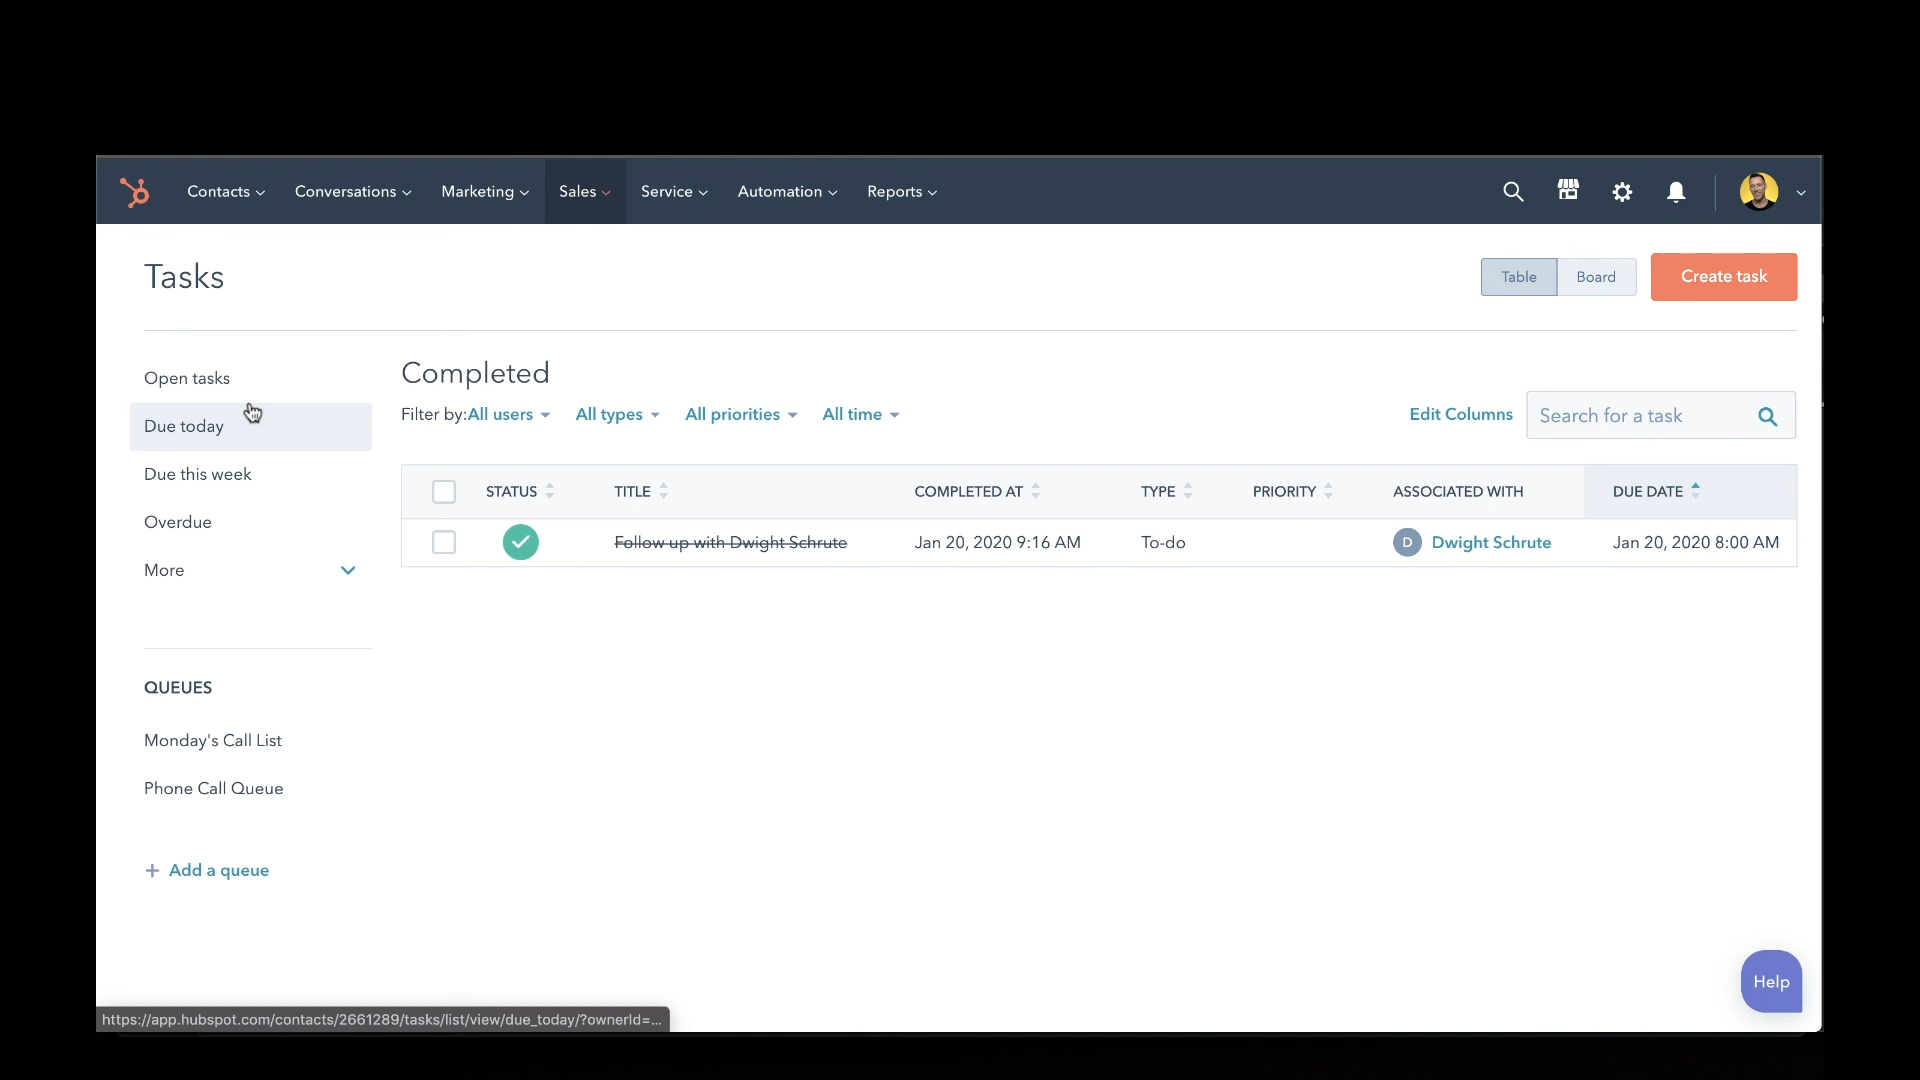 Contacts Conversations Marketing Sales Service Automation Reports
Tasks
Table Board Create task
Open tasks
Due today
Due this week
Overdue
More
QUEUES
Monday's Call List
Phone Call Queue
+ Add a queue
Completed
Filter by: All users All types All priorities All time
Edit Columns Search for a task
STATUS TITLE COMPLETED AT TYPE PRIORITY ASSOCIATED WITH DUE DATE
Follow up with Dwight Schrute Jan 20, 2020 9:16 AM To-do D Dwight Schrute Jan 20, 2020 8:00 AM
Help
https://app.hubspot.com/contacts/2661289/tasks/list/view/due_today/?ownerId=...